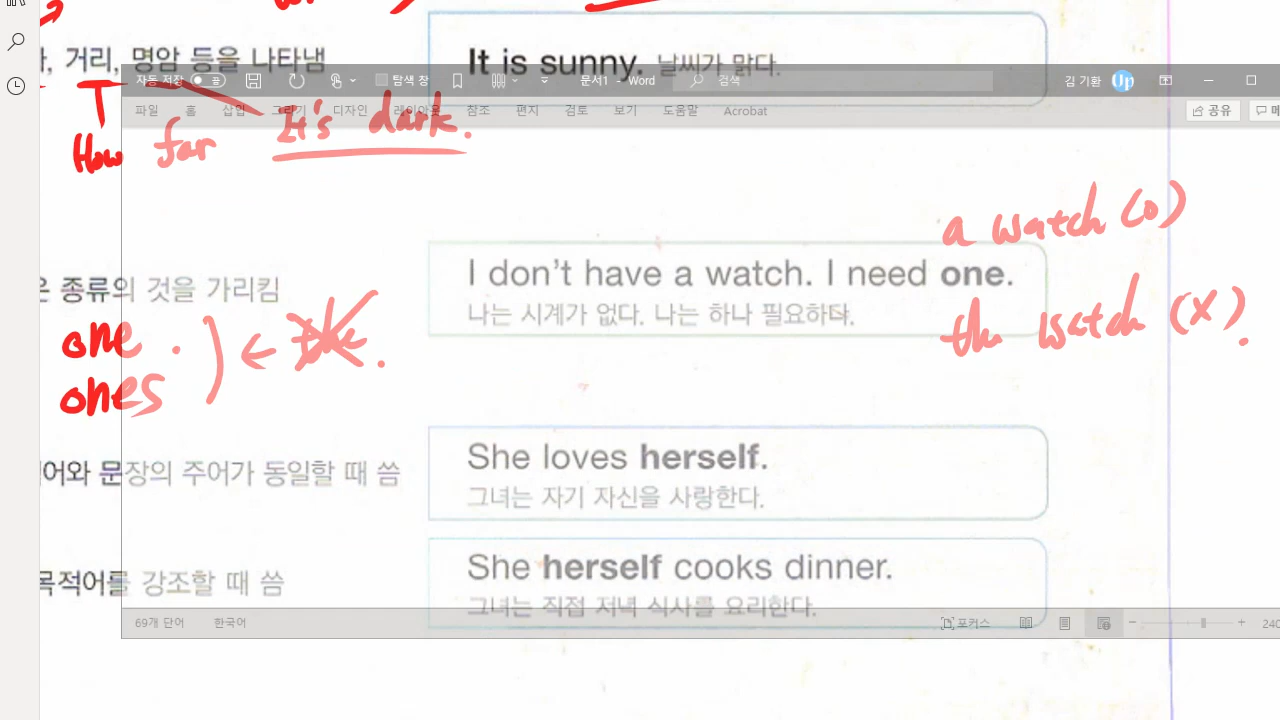 거리, 명암 등을 나타냄
It is sunny. 날씨가 맑다.
자동 저장 끔 탐색 창 문서1 - Word 검색 김 기환 Up
파일 홈 삽입 그리기 디자인 레이아웃 참조 편지 검토 보기 도움말 Acrobat 공유
How far It's dark.
a watch (o)
종류의 것을 가리킴
I don't have a watch. I need one.
나는 시계가 없다. 나는 하나 필요하다.
the watch (X).
one.
ones
어와 문장의 주어가 동일할 때 씀
She loves herself.
그녀는 자기 자신을 사랑한다.
목적어를 강조할 때 씀
She herself cooks dinner.
그녀는 직접 저녁 식사를 요리한다.
69개 단어 한국어 포커스 240